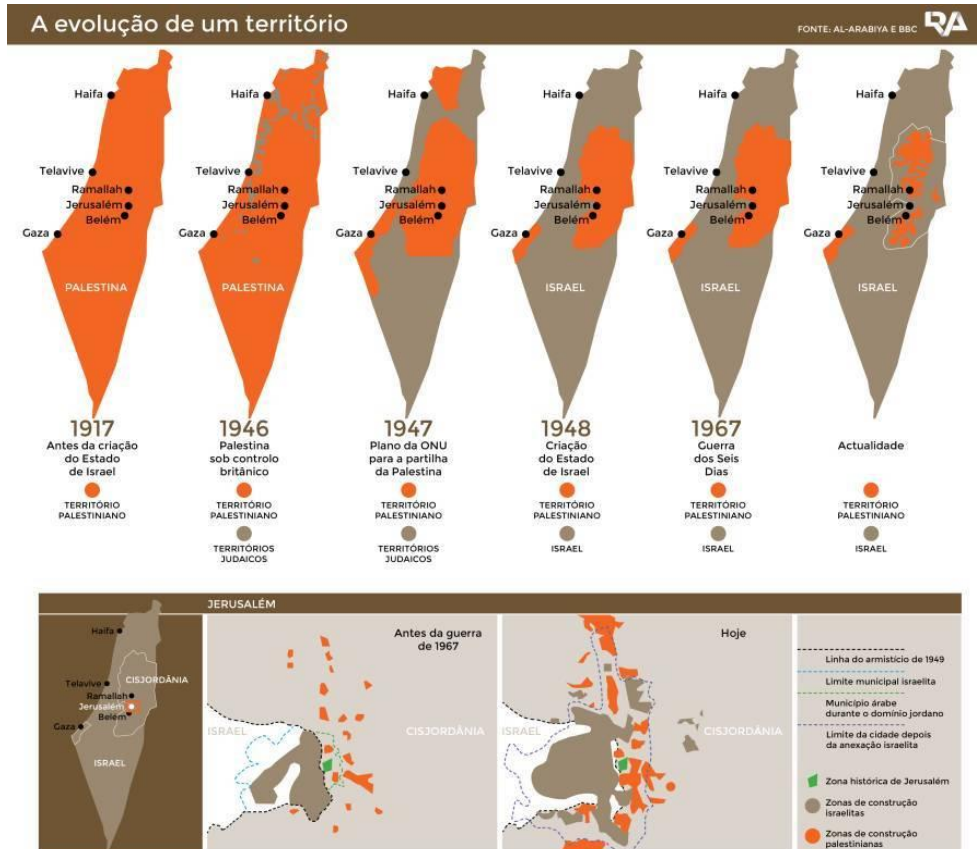 A evolução de um território
FONTE: AL-ARABIYA E BBC
Haifa
Telavive
Ramallah
Jerusalém
Belém
Gaza
PALESTINA
Haifa
Telavive
Ramallah
Jerusalém
Belém
Gaza
PALESTINA
Haifa
Telavive
Ramallah
Jerusalém
Belém
Gaza
Haifa
Telavive
Ramallah
Jerusalém
Belém
Gaza
ISRAEL
Haifa
Telavive
Ramallah
Jerusalém
Belém
Gaza
ISRAEL
Haifa
Telavive
Ramallah
Jerusalém
Belém
Gaza
ISRAEL
1917
Antes da criação
do Estado
de Israel
TERRITÓRIO
PALESTINIANO
1946
Palestina
sob controlo
britânico
TERRITÓRIO
PALESTINIANO
TERRITÓRIOS
JUDAICOS
1947
Plano da ONU
para a partilha
da Palestina
TERRITÓRIO
PALESTINIANO
TERRITÓRIOS
JUDAICOS
1948
Criação
do Estado
de Israel
TERRITÓRIO
PALESTINIANO
ISRAEL
1967
Guerra
dos Seis
Dias
TERRITÓRIO
PALESTINIANO
ISRAEL
Actualidade
TERRITÓRIO
PALESTINIANO
ISRAEL
JERUSALÉM
Haifa
Telavive
CISJORDÂNIA
Ramallah
Jerusalém
Belém
Gaza
ISRAEL
Antes da guerra
de 1967
ISRAEL
CISJORDÂNIA
Hoje
ISRAEL
CISJORDÂNIA
Linha do armistício de 1949
Limite municipal israelita
Município árabe
durante o domínio jordano
Limite da cidade depois
da anexação israelita
Zona histórica de Jerusalém
Zonas de construção
israelitas
Zonas de construção
palestinianas